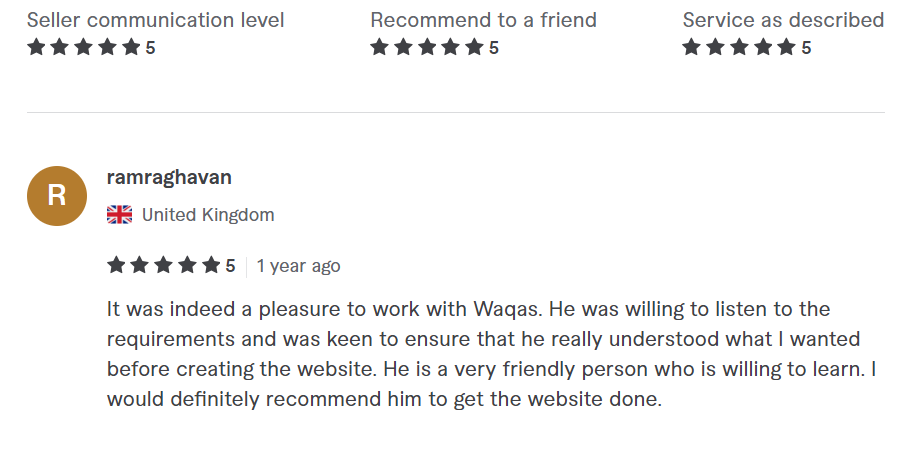 Seller communication level
5
Recommend to a friend
5
Service as described
5
R
ramraghavan
United Kingdom
5 | 1 year ago
It was indeed a pleasure to work with Waqas. He was willing to listen to the
requirements and was keen to ensure that he really understood what I wanted
before creating the website. He is a very friendly person who is willing to learn. I
would definitely recommend him to get the website done.